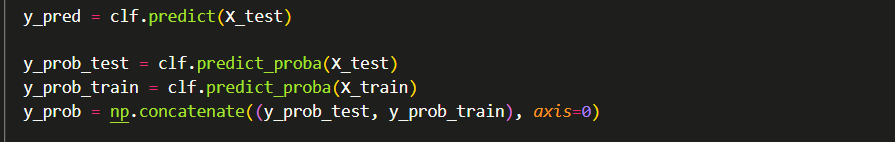 y_pred = clf.predict(X_test)
y_prob_test = clf.predict_proba(X_test)
y_prob_train = clf.predict_proba(X_train)
y_prob = np.concatenate((y_prob_test, y_prob_train), axis=0)